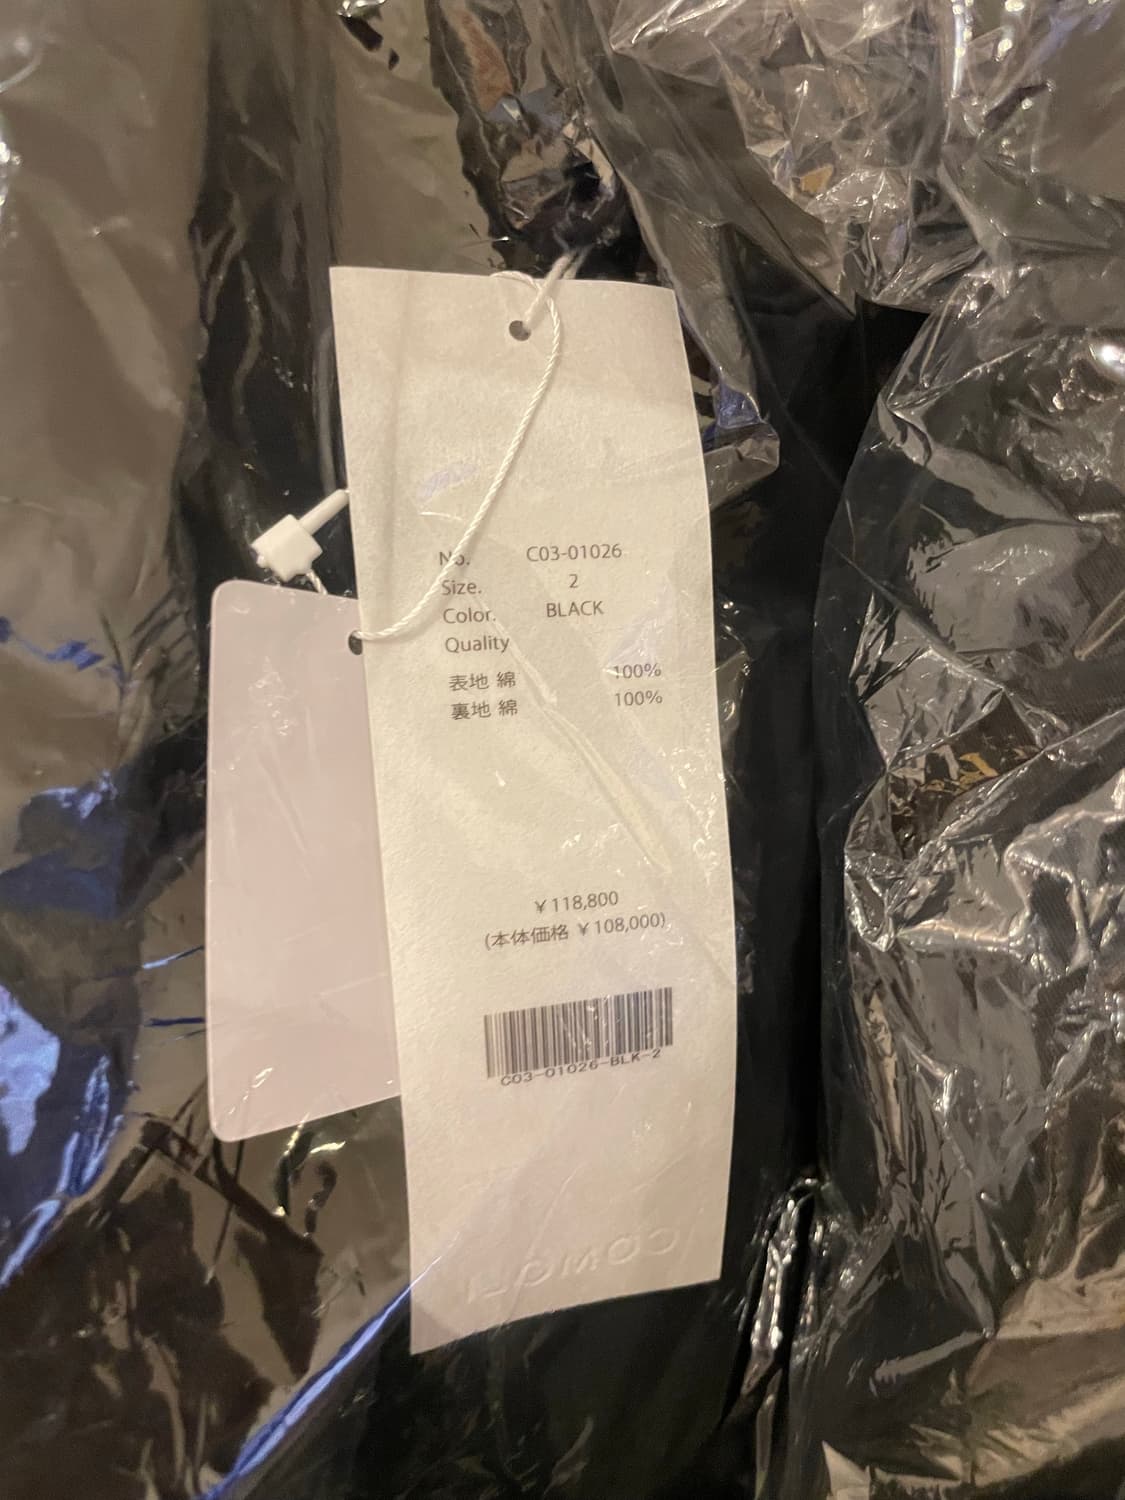 No. C03-01026
Size. 2
Color. BLACK
Quality
表地 綿 100%
裏地 綿 100%
¥118,800
(本体価格 ¥108,000)
C03-01026-BLK-2
COMOLI